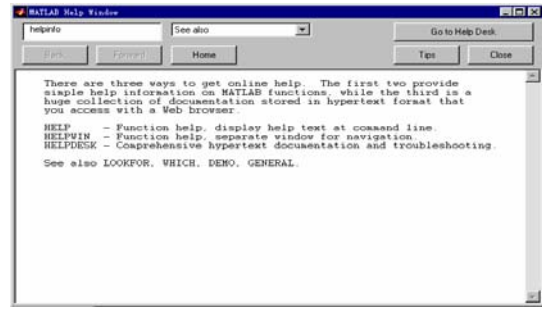 MATLAB Help Window
helpinfo See also Go to Help Desk
Back Forward Home Tips Close
There are three ways to get online help. The first two provide
simple help information on MATLAB functions, while the third is a
huge collection of documentation stored in hypertext format that
you access with a Web browser.
HELP – Function help, display help text at command line.
HELPWIN – Function help, separate window for navigation.
HELPDESK – Comprehensive hypertext documentation and troubleshooting.
See also LOOKFOR, WHICH, DEMO, GENERAL.